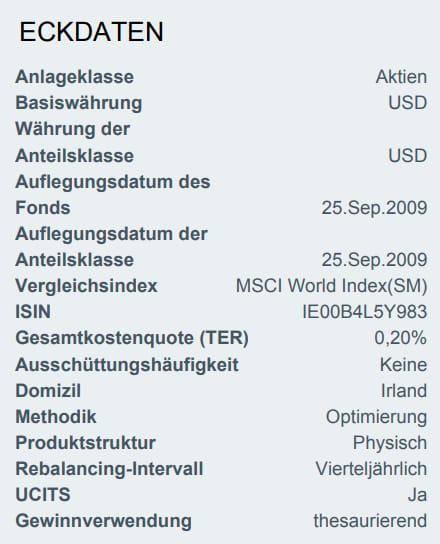 ECKDATEN
Anlageklasse Aktien
Basiswährung USD
Währung der
Anteilsklasse USD
Auflegungsdatum des
Fonds 25.Sep.2009
Auflegungsdatum der
Anteilsklasse 25.Sep.2009
Vergleichsindex MSCI World Index(SM)
ISIN IE00B4L5Y983
Gesamtkostenquote (TER) 0,20%
Ausschüttungshäufigkeit Keine
Domizil Irland
Methodik Optimierung
Produktstruktur Physisch
Rebalancing-Intervall Vierteljährlich
UCITS Ja
Gewinnverwendung thesaurierend